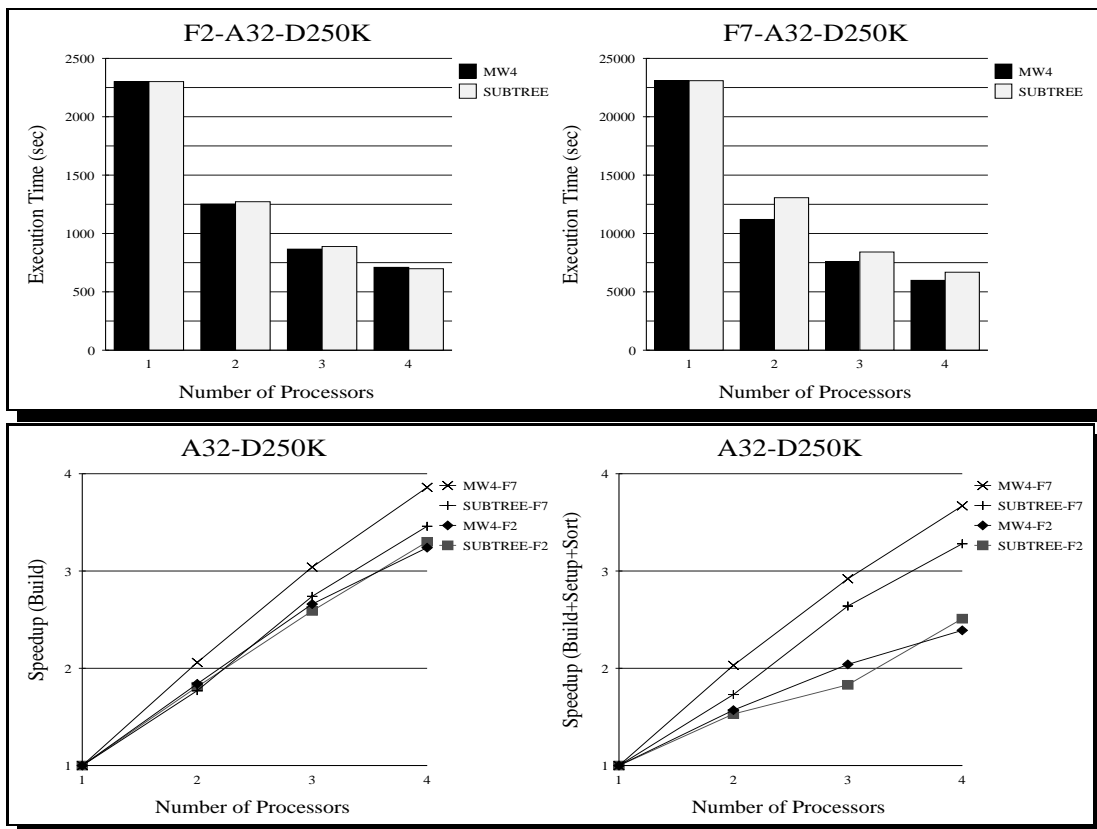 F2-A32-D250K
Execution Time (sec)
2500
2000
1500
1000
500
0
1 2 3 4
Number of Processors
MW4
SUBTREE
F7-A32-D250K
Execution Time (sec)
25000
20000
15000
10000
5000
0
1 2 3 4
Number of Processors
MW4
SUBTREE
A32-D250K
Speedup (Build)
4
3
2
1
1 2 3 4
Number of Processors
MW4-F7
SUBTREE-F7
MW4-F2
SUBTREE-F2
A32-D250K
Speedup (Build+Setup+Sort)
4
3
2
1
1 2 3 4
Number of Processors
MW4-F7
SUBTREE-F7
MW4-F2
SUBTREE-F2